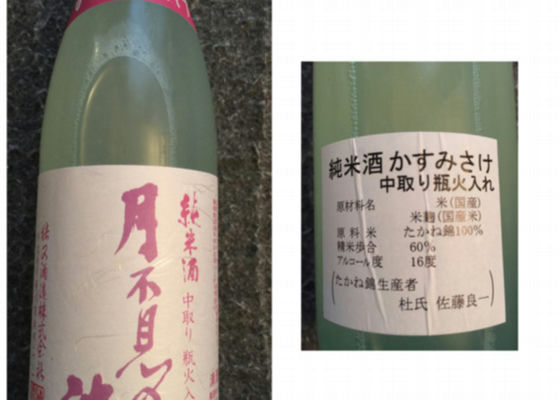 純米酒 中取り 瓶火入
月不見の
純米酒 かすみさけ
中取り瓶火入れ
原材料名 米(国産)
米麹(国産米)
原料米 たかね錦100%
精米歩合 60%
アルコール度 16度
(たかね錦生産者
杜氏 佐藤良一)